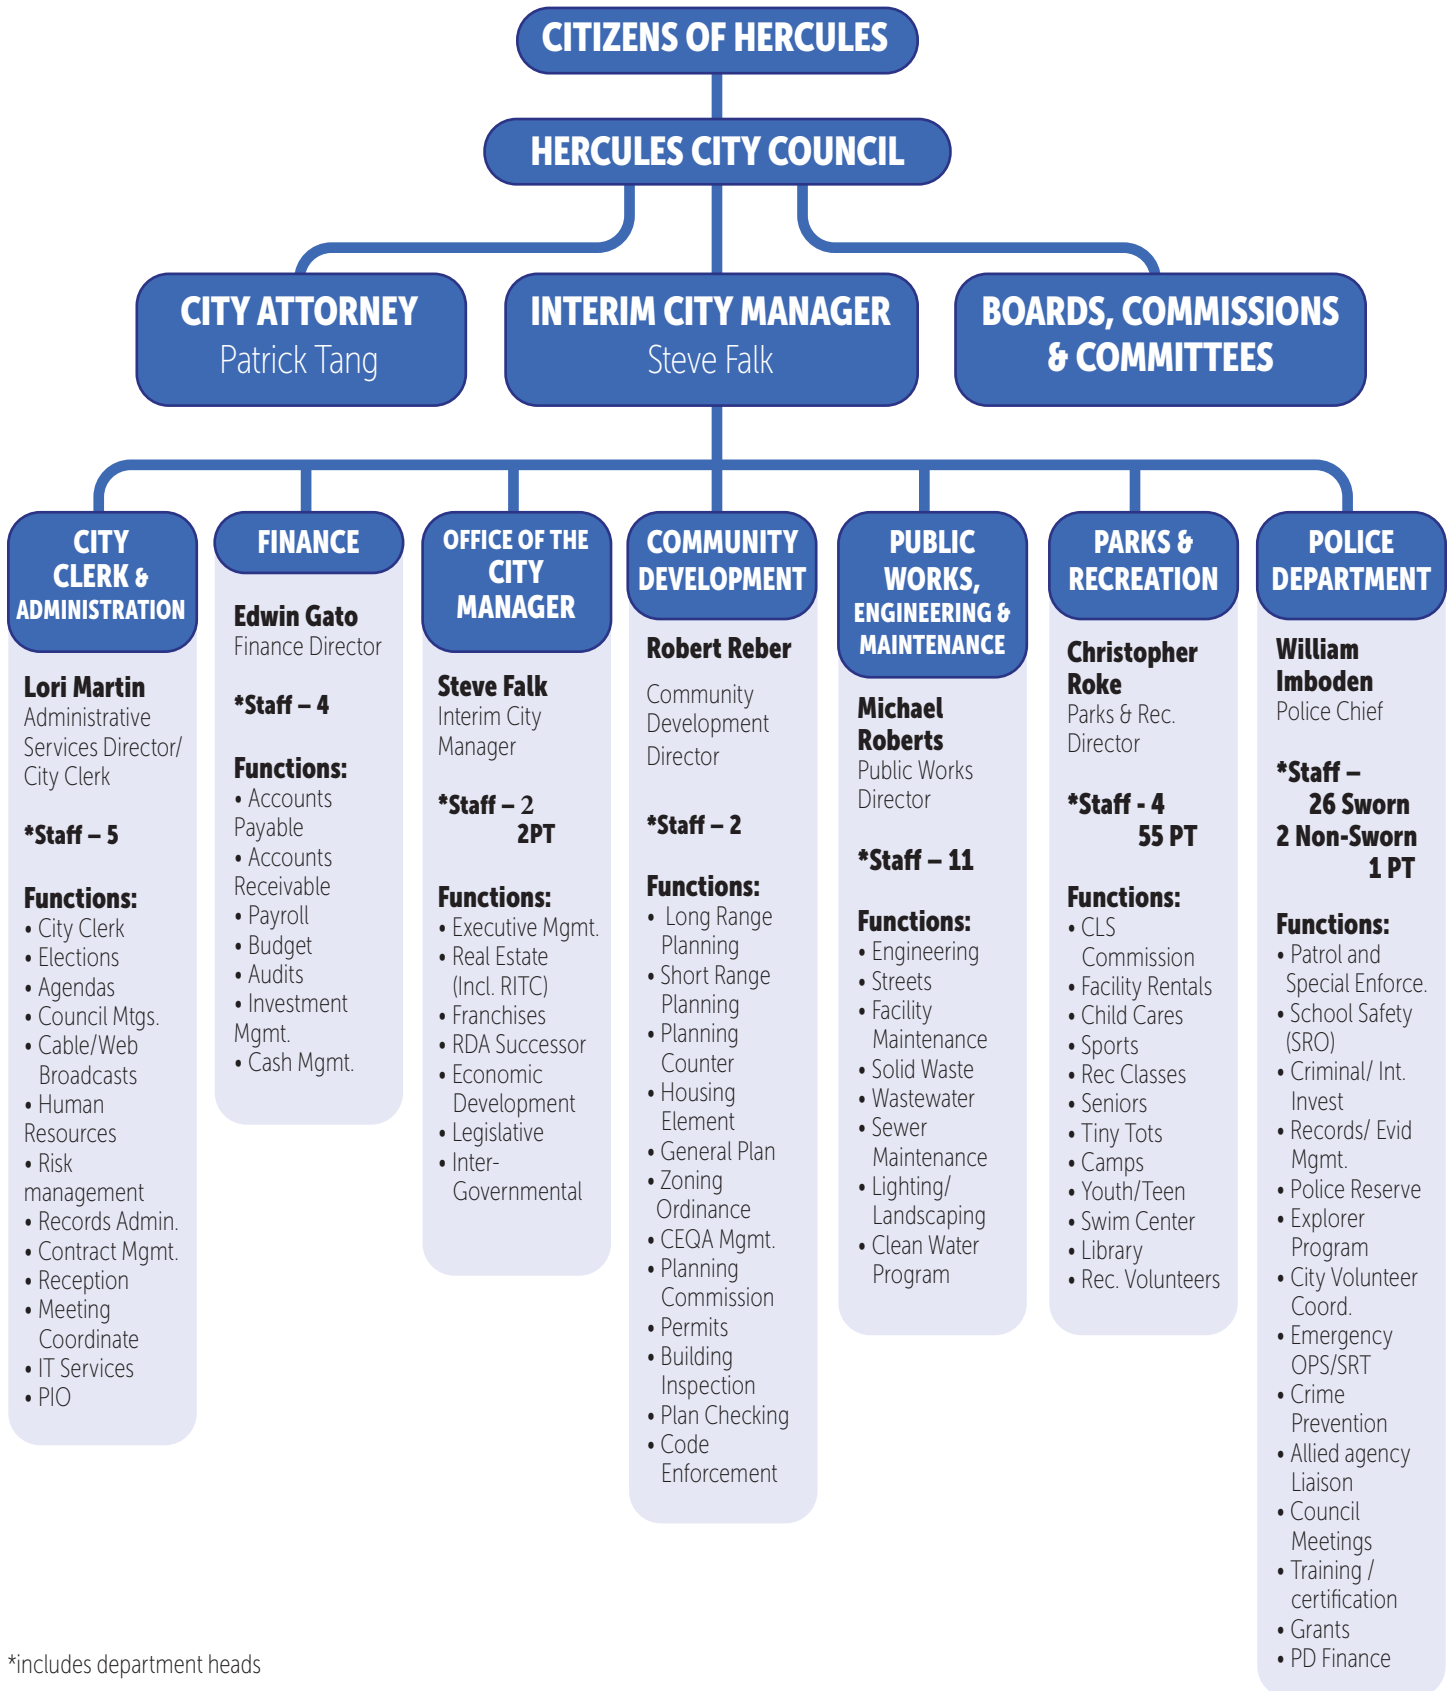 CITIZENS OF HERCULES
HERCULES CITY COUNCIL
CITY ATTORNEY
Patrick Tang
INTERIM CITY MANAGER
Steve Falk
BOARDS, COMMISSIONS
& COMMITTEES
CITY
CLERK &
ADMINISTRATION
Lori Martin
Administrative
Services Director/
City Clerk
*Staff – 5
Functions:
• City Clerk
• Elections
• Agendas
• Council Mtgs.
• Cable/Web
Broadcasts
• Human
Resources
• Risk
management
• Records Admin.
• Contract Mgmt.
• Reception
• Meeting
Coordinate
• IT Services
• PIO
FINANCE
Edwin Gato
Finance Director
*Staff – 4
Functions:
• Accounts
Payable
• Accounts
Receivable
• Payroll
• Budget
• Audits
• Investment
Mgmt.
• Cash Mgmt.
OFFICE OF THE
CITY
MANAGER
Steve Falk
Interim City
Manager
*Staff – 2
2PT
Functions:
• Executive Mgmt.
• Real Estate
(Incl. RITC)
• Franchises
• RDA Successor
• Economic
Development
• Legislative
• Inter-
Governmental
COMMUNITY
DEVELOPMENT
Robert Reber
Community
Development
Director
*Staff – 2
Functions:
• Long Range
Planning
• Short Range
Planning
• Planning
Counter
• Housing
Element
• General Plan
• Zoning
Ordinance
• CEQA Mgmt.
• Planning
Commission
• Permits
• Building
Inspection
• Plan Checking
• Code
Enforcement
PUBLIC
WORKS,
ENGINEERING &
MAINTENANCE
Michael
Roberts
Public Works
Director
*Staff – 11
Functions:
• Engineering
• Streets
• Facility
Maintenance
• Solid Waste
• Wastewater
• Sewer
Maintenance
• Lighting/
Landscaping
• Clean Water
Program
PARKS &
RECREATION
Christopher
Roke
Parks & Rec.
Director
*Staff - 4
55 PT
Functions:
• CLS
Commission
• Facility Rentals
• Child Cares
• Sports
• Rec Classes
• Seniors
• Tiny Tots
• Camps
• Youth/Teen
• Swim Center
• Library
• Rec. Volunteers
POLICE
DEPARTMENT
William
Imboden
Police Chief
*Staff –
26 Sworn
2 Non-Sworn
1 PT
Functions:
• Patrol and
Special Enforce.
• School Safety
(SRO)
• Criminal/ Int.
Invest
• Records/ Evid
Mgmt.
• Police Reserve
• Explorer
Program
• City Volunteer
Coord.
• Emergency
OPS/SRT
• Crime
Prevention
• Allied agency
Liaison
• Council
Meetings
• Training /
certification
• Grants
• PD Finance
*includes department heads